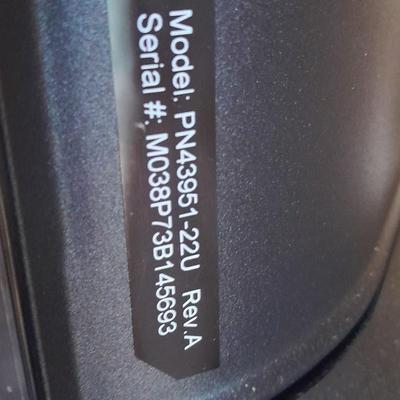 Model: PN43951-22U Rev.A
Serial #: M038P73B145693